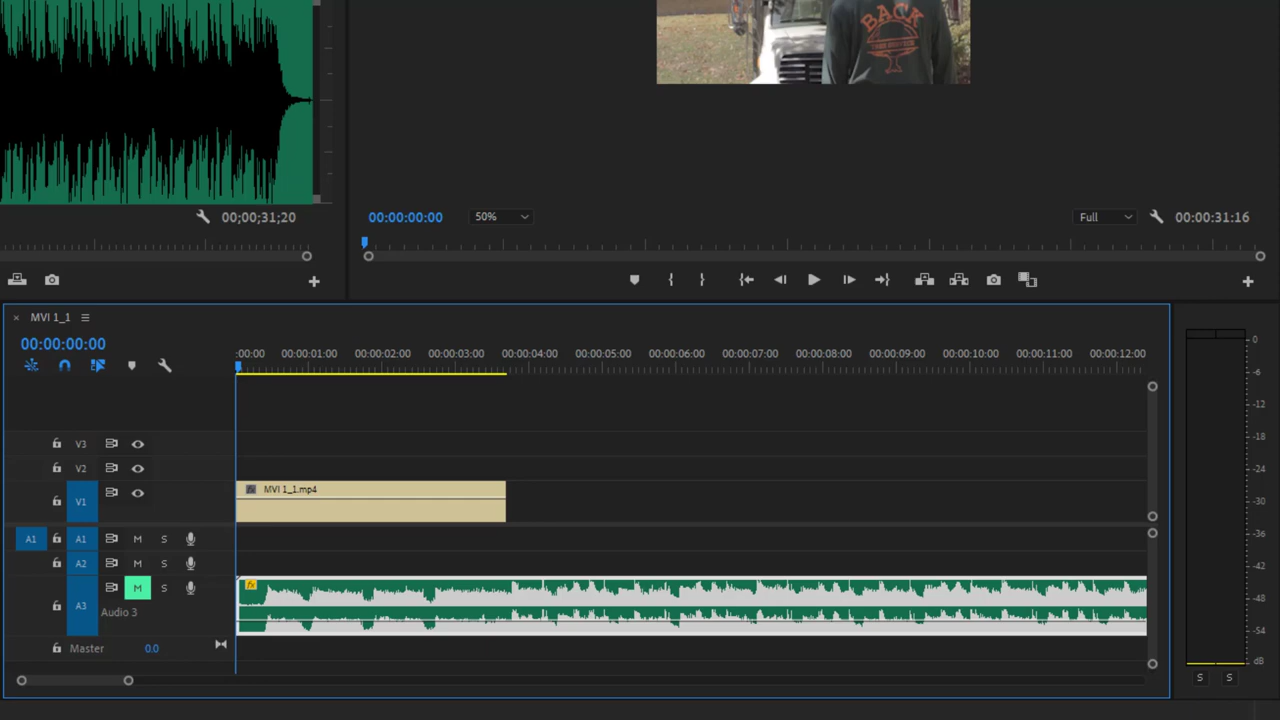 BACK
TREE SERVICE
00;00;31;20
00:00:00:00
50%
Full
00:00:31:16
× MVI 1_1
00:00:00:00
:00:00 00:00:01:00 00:00:02:00 00:00:03:00 00:00:04:00 00:00:05:00 00:00:06:00 00:00:07:00 00:00:08:00 00:00:09:00 00:00:10:00 00:00:11:00 00:00:12:00
V3
V2
fx MVI 1_1.mp4
V1
A1 A1 M S
A2 M S
M S
fx
A3
Audio 3
Master 0.0
0
-6
-12
-18
-24
-30
-36
-42
-48
-54
dB
S S